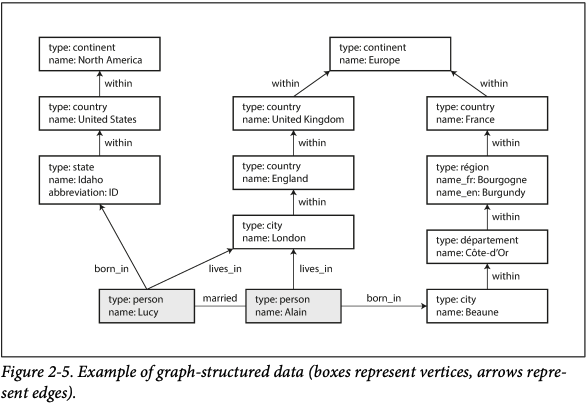 type: continent
name: North America
type: continent
name: Europe
within
within
within
type: country
name: United States
type: country
name: United Kingdom
type: country
name: France
within
within
within
type: state
name: Idaho
abbreviation: ID
type: country
name: England
type: région
name_fr: Bourgogne
name_en: Burgundy
within
within
type: city
name: London
type: département
name: Côte-d’Or
born_in
lives_in
lives_in
within
type: person
name: Lucy
married
type: person
name: Alain
born_in
type: city
name: Beaune
Figure 2-5. Example of graph-structured data (boxes represent vertices, arrows repre-
sent edges).